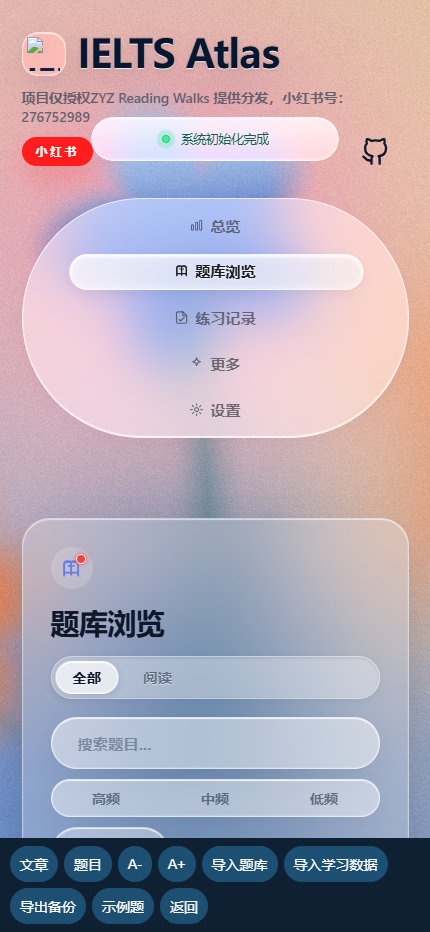 IELTS Atlas
项目仅授权ZYZ Reading Walks 提供分发，小红书号：
276752989
小红书
系统初始化完成
总览
题库浏览
练习记录
更多
设置
题库浏览
全部 阅读
搜索题目...
高频 中频 低频
文章 题目 A- A+ 导入题库 导入学习数据
导出备份 示例题 返回